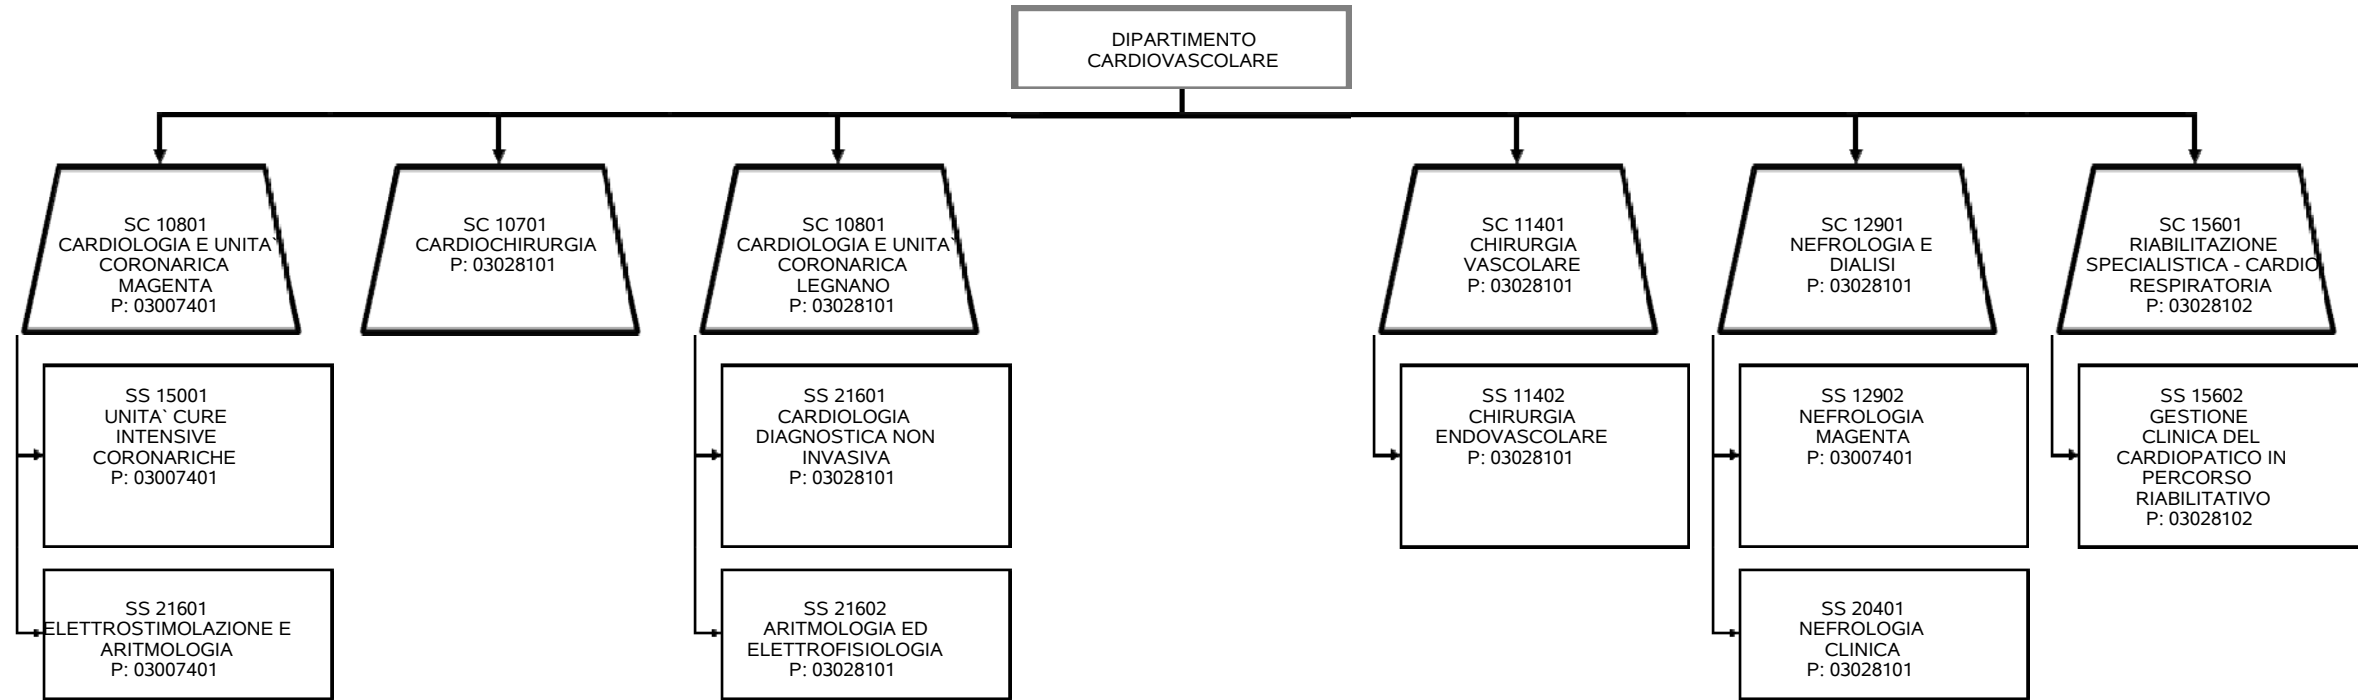 DIPARTIMENTO
CARDIOVASCOLARE
SC 10801
CARDIOLOGIA E UNITA`
CORONARICA
MAGENTA
P: 03007401
SC 10701
CARDIOCHIRURGIA
P: 03028101
SC 10801
CARDIOLOGIA E UNITA`
CORONARICA
LEGNANO
P: 03028101
SC 11401
CHIRURGIA
VASCOLARE
P: 03028101
SC 12901
NEFROLOGIA E
DIALISI
P: 03028101
SC 15601
RIABILITAZIONE
SPECIALISTICA - CARDIO
RESPIRATORIA
P: 03028102
SS 15001
UNITA` CURE
INTENSIVE
CORONARICHE
P: 03007401
SS 21601
CARDIOLOGIA
DIAGNOSTICA NON
INVASIVA
P: 03028101
SS 11402
CHIRURGIA
ENDOVASCOLARE
P: 03028101
SS 12902
NEFROLOGIA
MAGENTA
P: 03007401
SS 15602
GESTIONE
CLINICA DEL
CARDIOPATICO IN
PERCORSO
RIABILITATIVO
P: 03028102
SS 21601
ELETTROSTIMOLAZIONE E
ARITMOLOGIA
P: 03007401
SS 21602
ARITMOLOGIA ED
ELETTROFISIOLOGIA
P: 03028101
SS 20401
NEFROLOGIA
CLINICA
P: 03028101